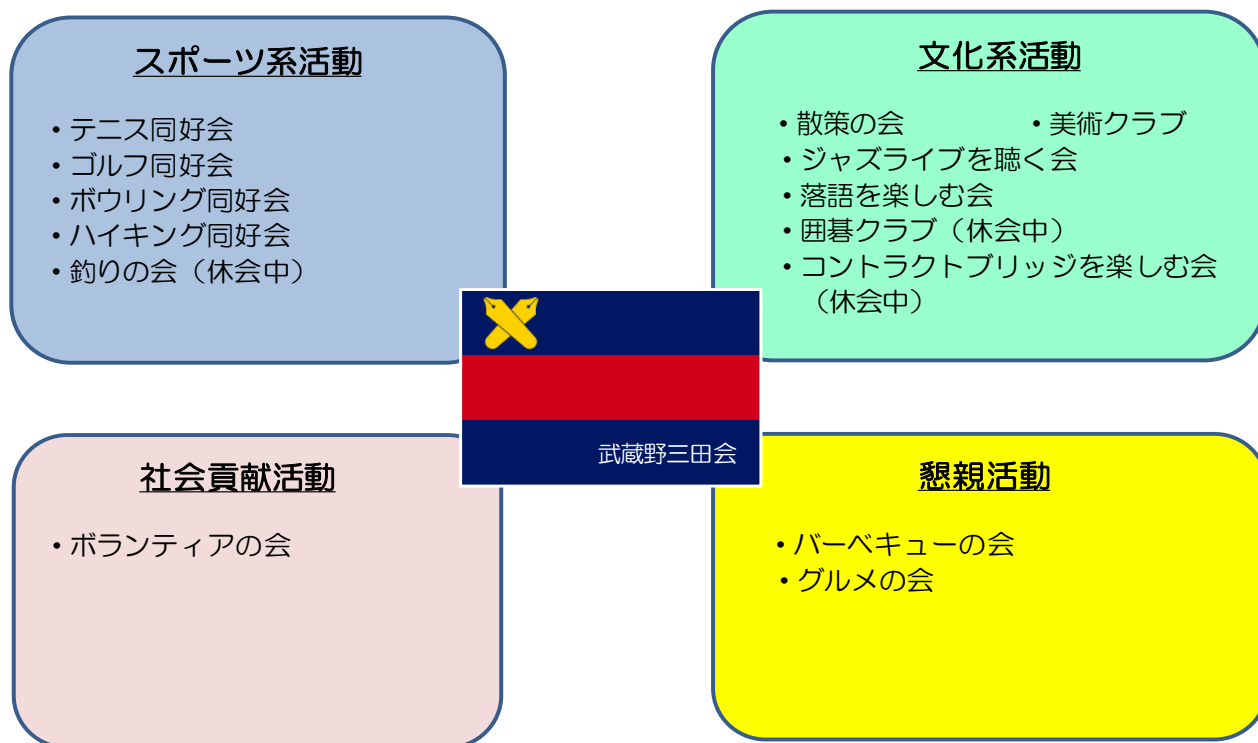 スポーツ系活動
・テニス同好会
・ゴルフ同好会
・ボウリング同好会
・ハイキング同好会
・釣りの会（休会中）
文化系活動
・散策の会 ・美術クラブ
・ジャズライブを聴く会
・落語を楽しむ会
・囲碁クラブ（休会中）
・コントラクトブリッジを楽しむ会
（休会中）
武蔵野三田会
社会貢献活動
・ボランティアの会
懇親活動
・バーベキューの会
・グルメの会